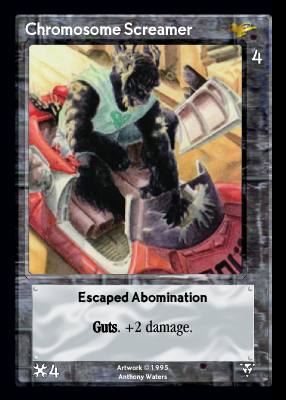 Chromosome Screamer
4
Escaped Abomination
Guts. +2 damage.
4
Artwork © 1995
Anthony Waters